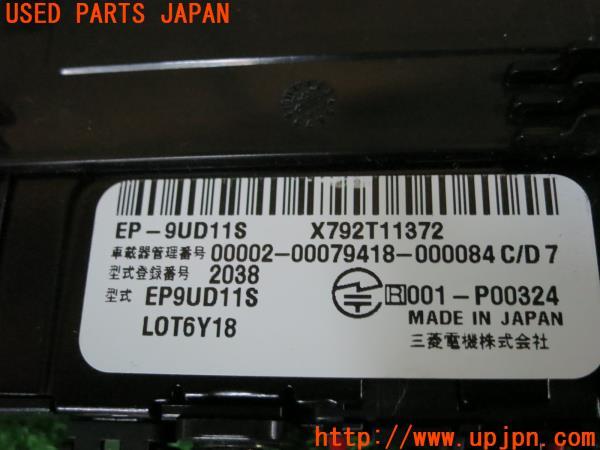 USED PARTS JAPAN
EP-9UD11S X792T11372
車載器管理番号 00002-00079418-000084 C/D 7
型式登録番号 2038
型式 EP9UD11S
R 001-P00324
LOT6Y18
MADE IN JAPAN
三菱電機株式会社
UPJ
http://www.upjpn.com/